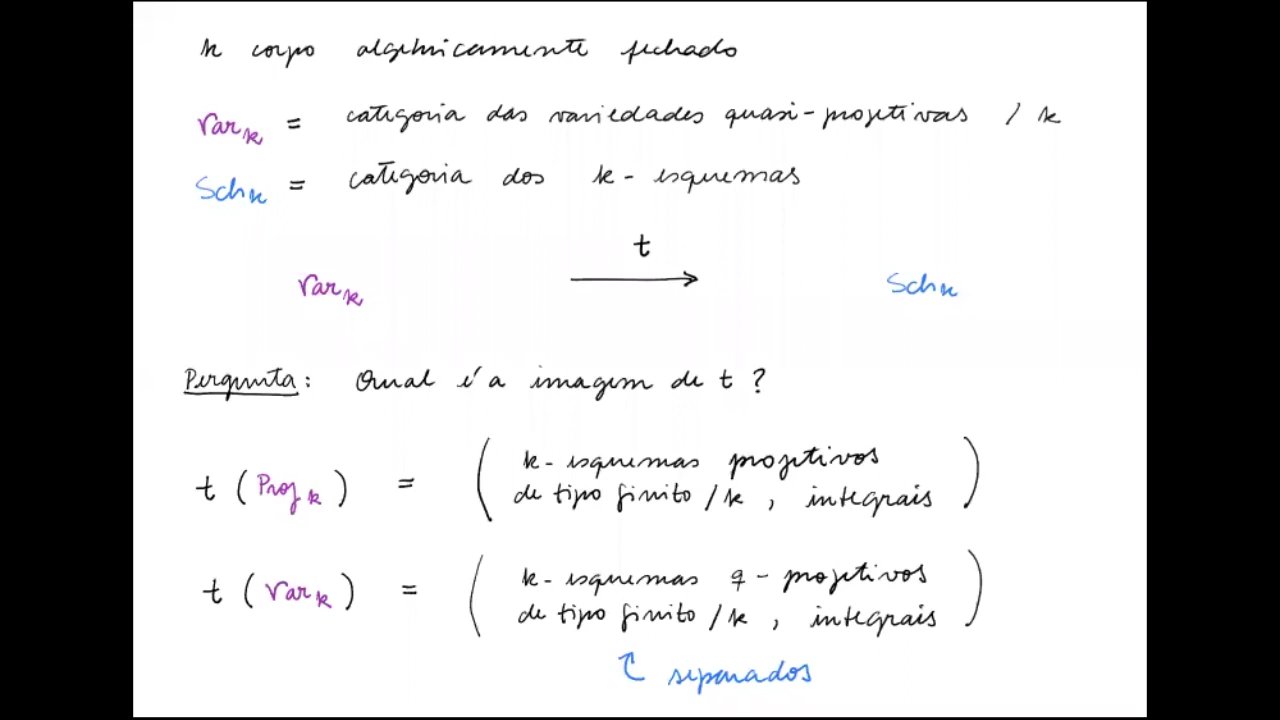 k corpo algebricamente fechado
Var_k = categoria das variedades quasi-projetivas / k
Sch_k = categoria dos k-esquemas
t
Var_k → Sch_k
Pergunta: Qual é a imagem de t ?
t ( Proj_k ) = ( k-esquemas projetivos
de tipo finito / k , integrais )
t ( Var_k ) = ( k-esquemas q-projetivos
de tipo finito / k , integrais )
separados